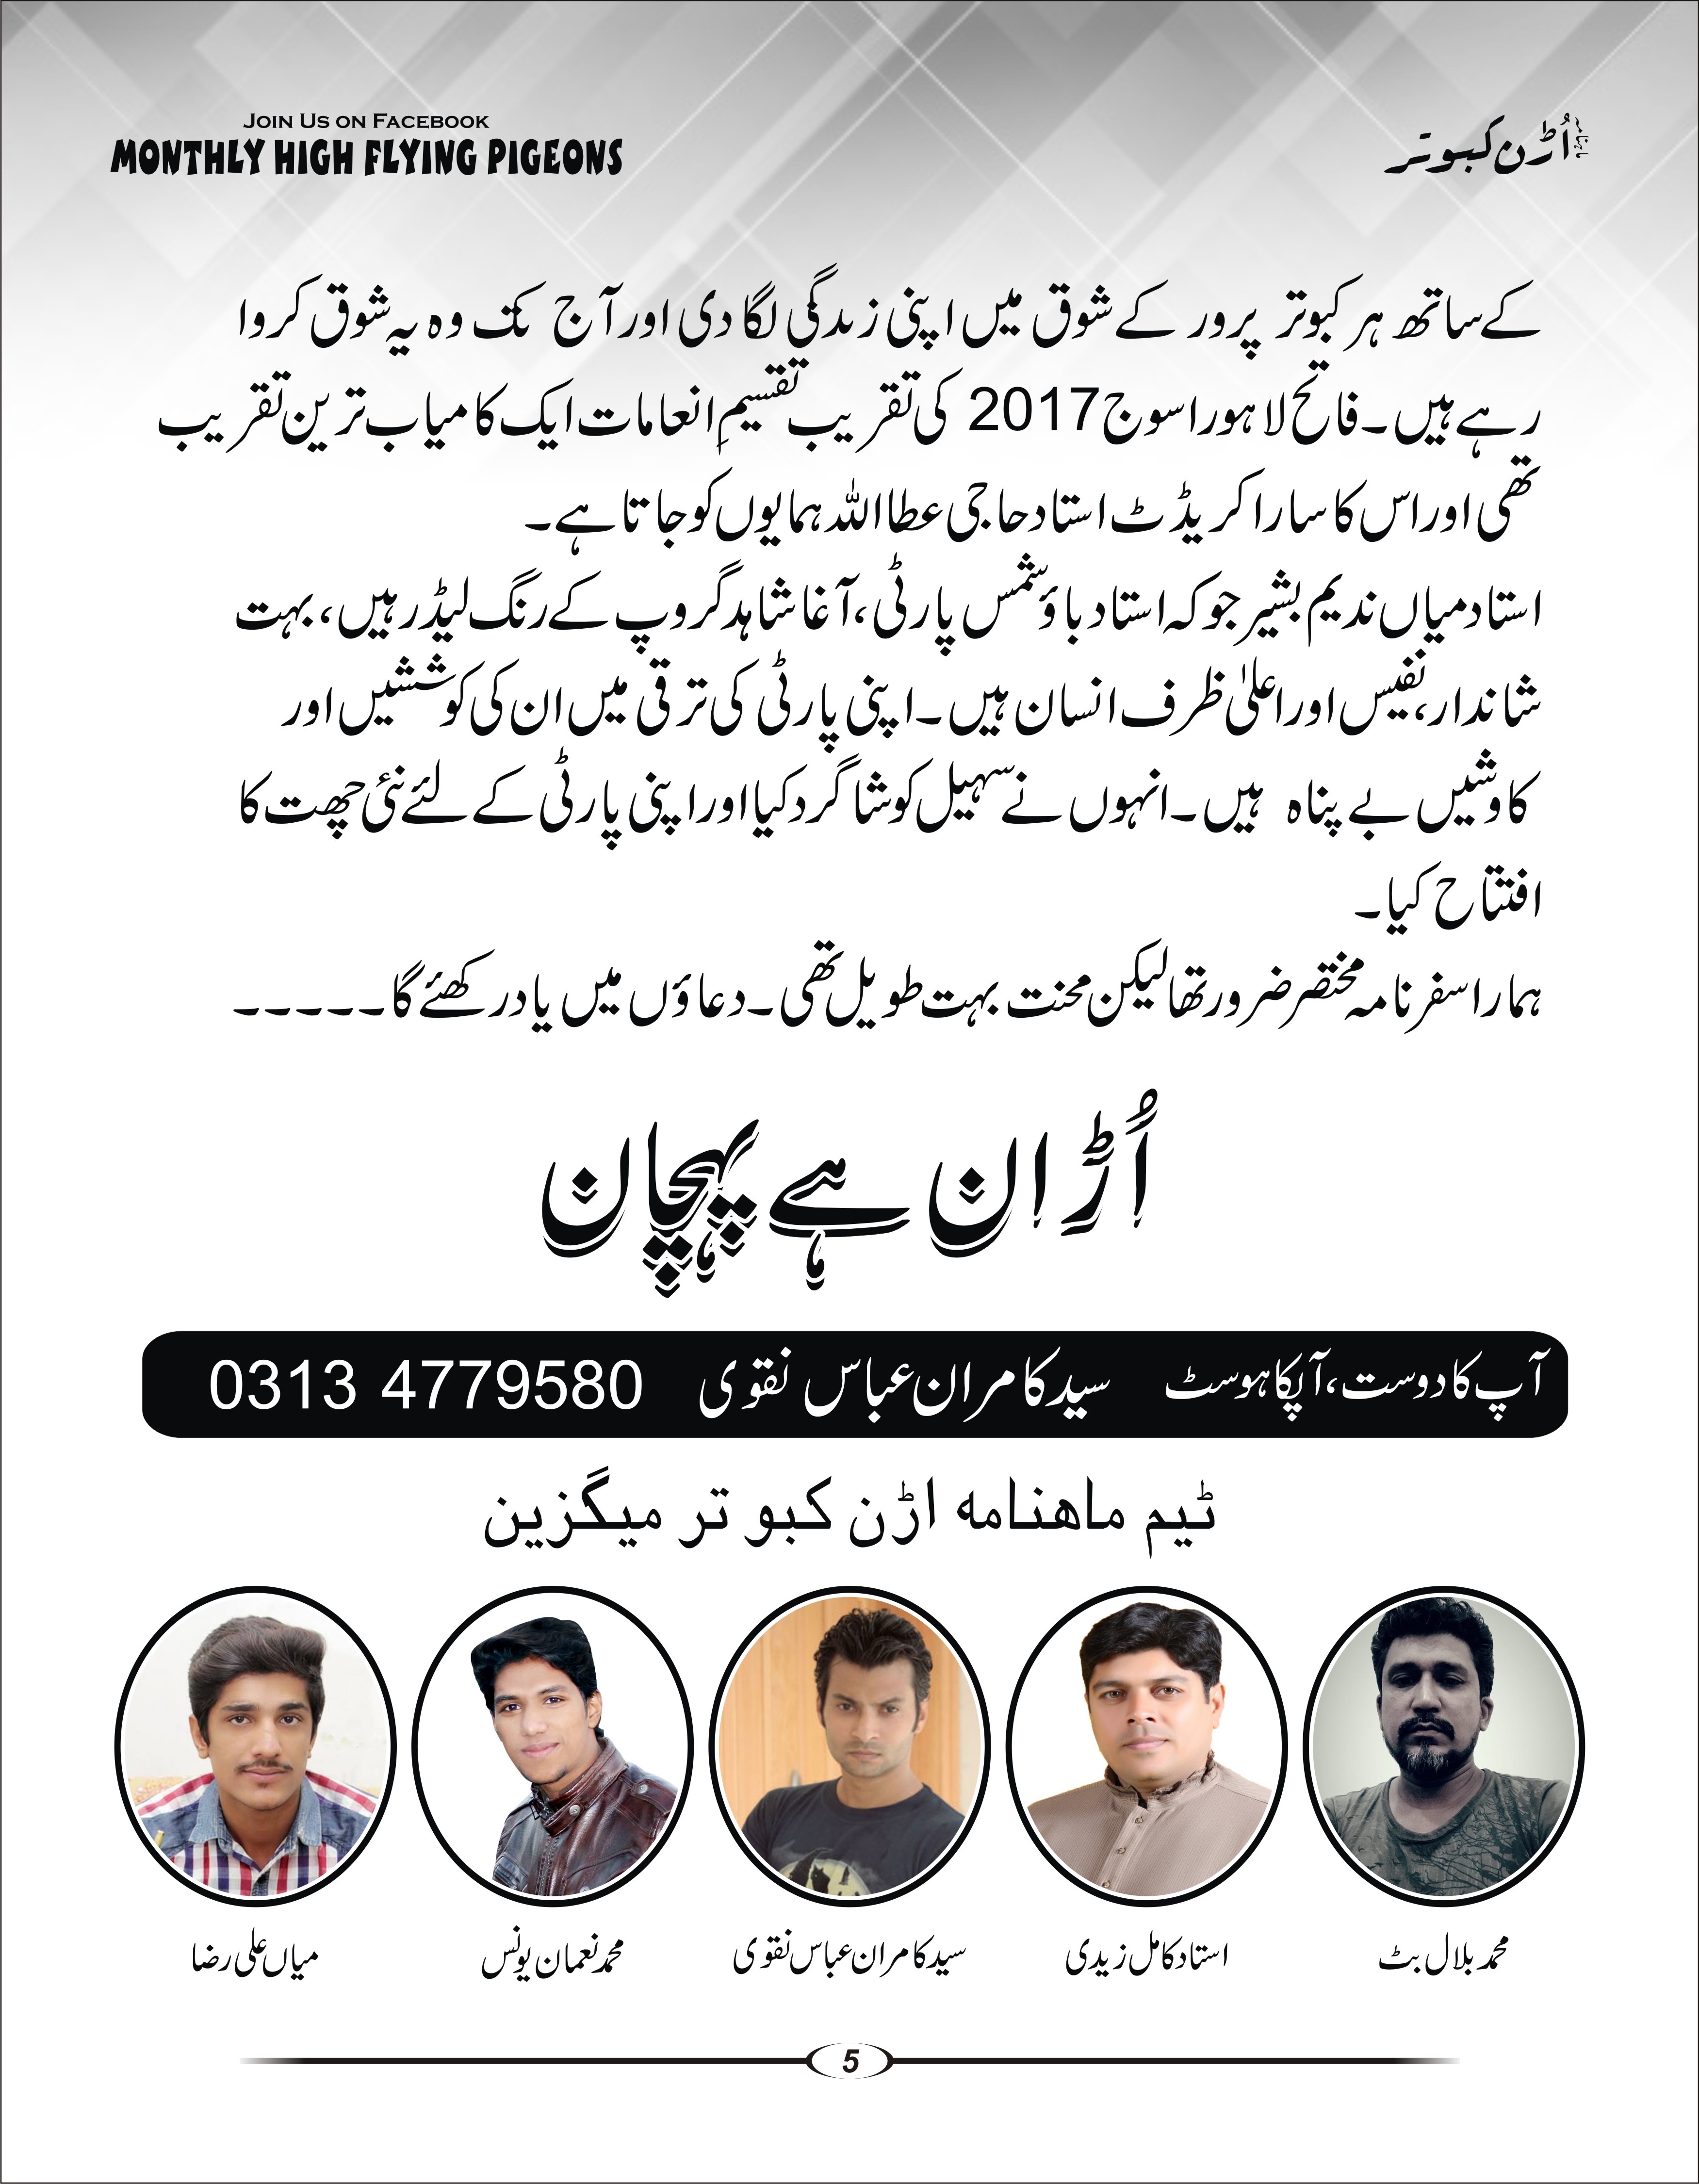 JOIN US ON FACEBOOK
MONTHLY HIGH FLYING PIGEONS
ماہنامہ اُڑن کبوتر
کے ساتھ ہر کبوتر پرور کے شوق میں اپنی زندگی لگا دی اور آج تک وہ یہ شوق کروا
رہے ہیں۔ فاتح لاہور اسوج 2017 کی تقریب تقسیمِ انعامات ایک کامیاب ترین تقریب
تھی اور اس کا سارا کریڈٹ استاد حاجی عطا اللہ ہمایوں کو جاتا ہے۔
استاد میاں ندیم بشیر جو کہ استاد باؤ شمس پارٹی، آغا شاہد گروپ کے رنگ لیڈر ہیں، بہت
شاندار، نفیس اور اعلیٰ ظرف انسان ہیں۔ اپنی پارٹی کی ترقی میں ان کی کوششیں اور
کاوشیں بے پناہ ہیں۔ انہوں نے سہیل کو شاگرد کیا اور اپنی پارٹی کے لئے نئی چھت کا
افتتاح کیا۔
ہمارا سفر نامہ مختصر ضرور تھا لیکن محنت بہت طویل تھی۔ دعاؤں میں یاد رکھئے گا۔۔۔۔۔
اُڑان ہے پہچان
آپ کا دوست، آپکا ہوسٹ سید کامران عباس نقوی 0313 4779580
ٹیم ماھنامہ اڑن کبو تر میگزین
محمد بلال بٹ
استاد کامل زیدی
سید کامران عباس نقوی
محمد نعمان یونس
میاں علی رضا
5